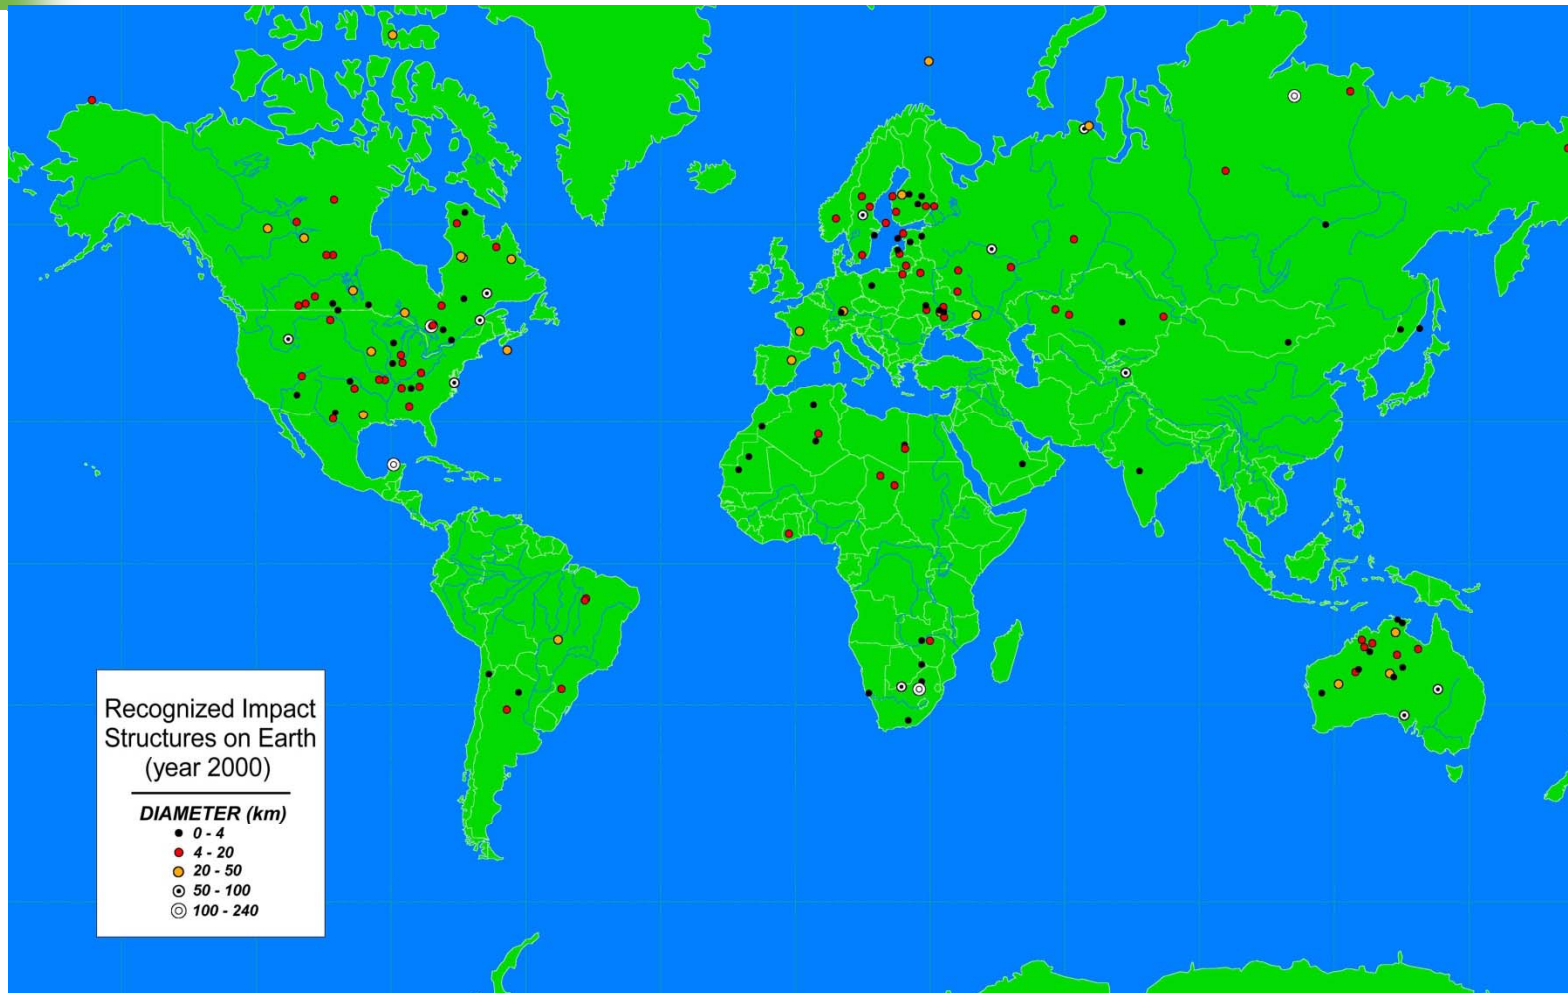 Recognized Impact
Structures on Earth
(year 2000)
DIAMETER (km)
0 - 4
4 - 20
20 - 50
50 - 100
100 - 240